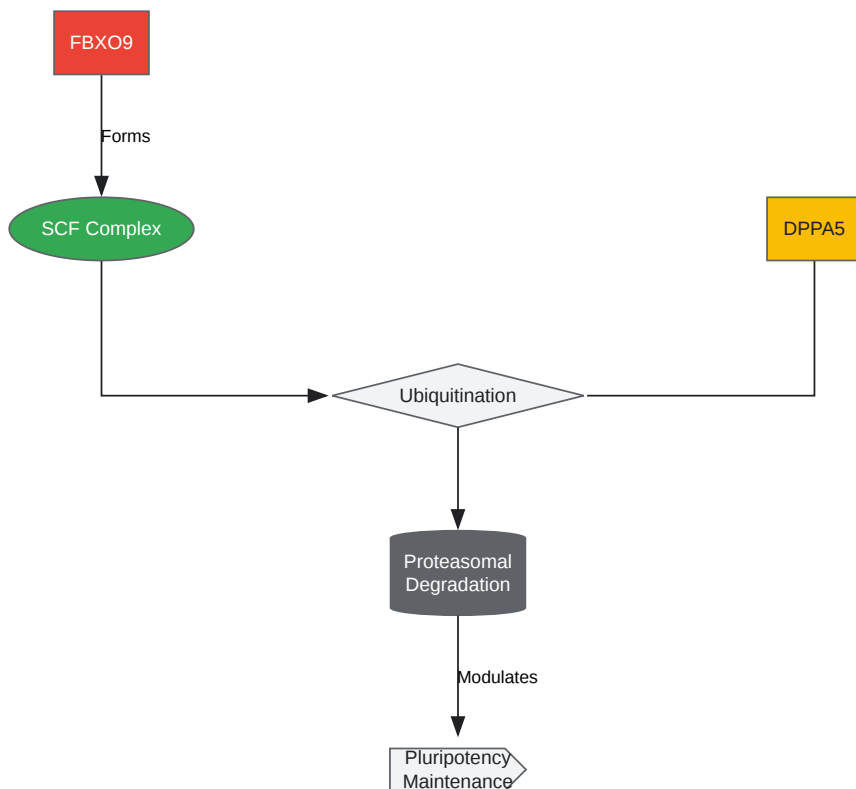 FBXO9
Forms
SCF Complex
DPPA5
Ubiquitination
Proteasomal
Degradation
Modulates
Pluripotency
Maintenance